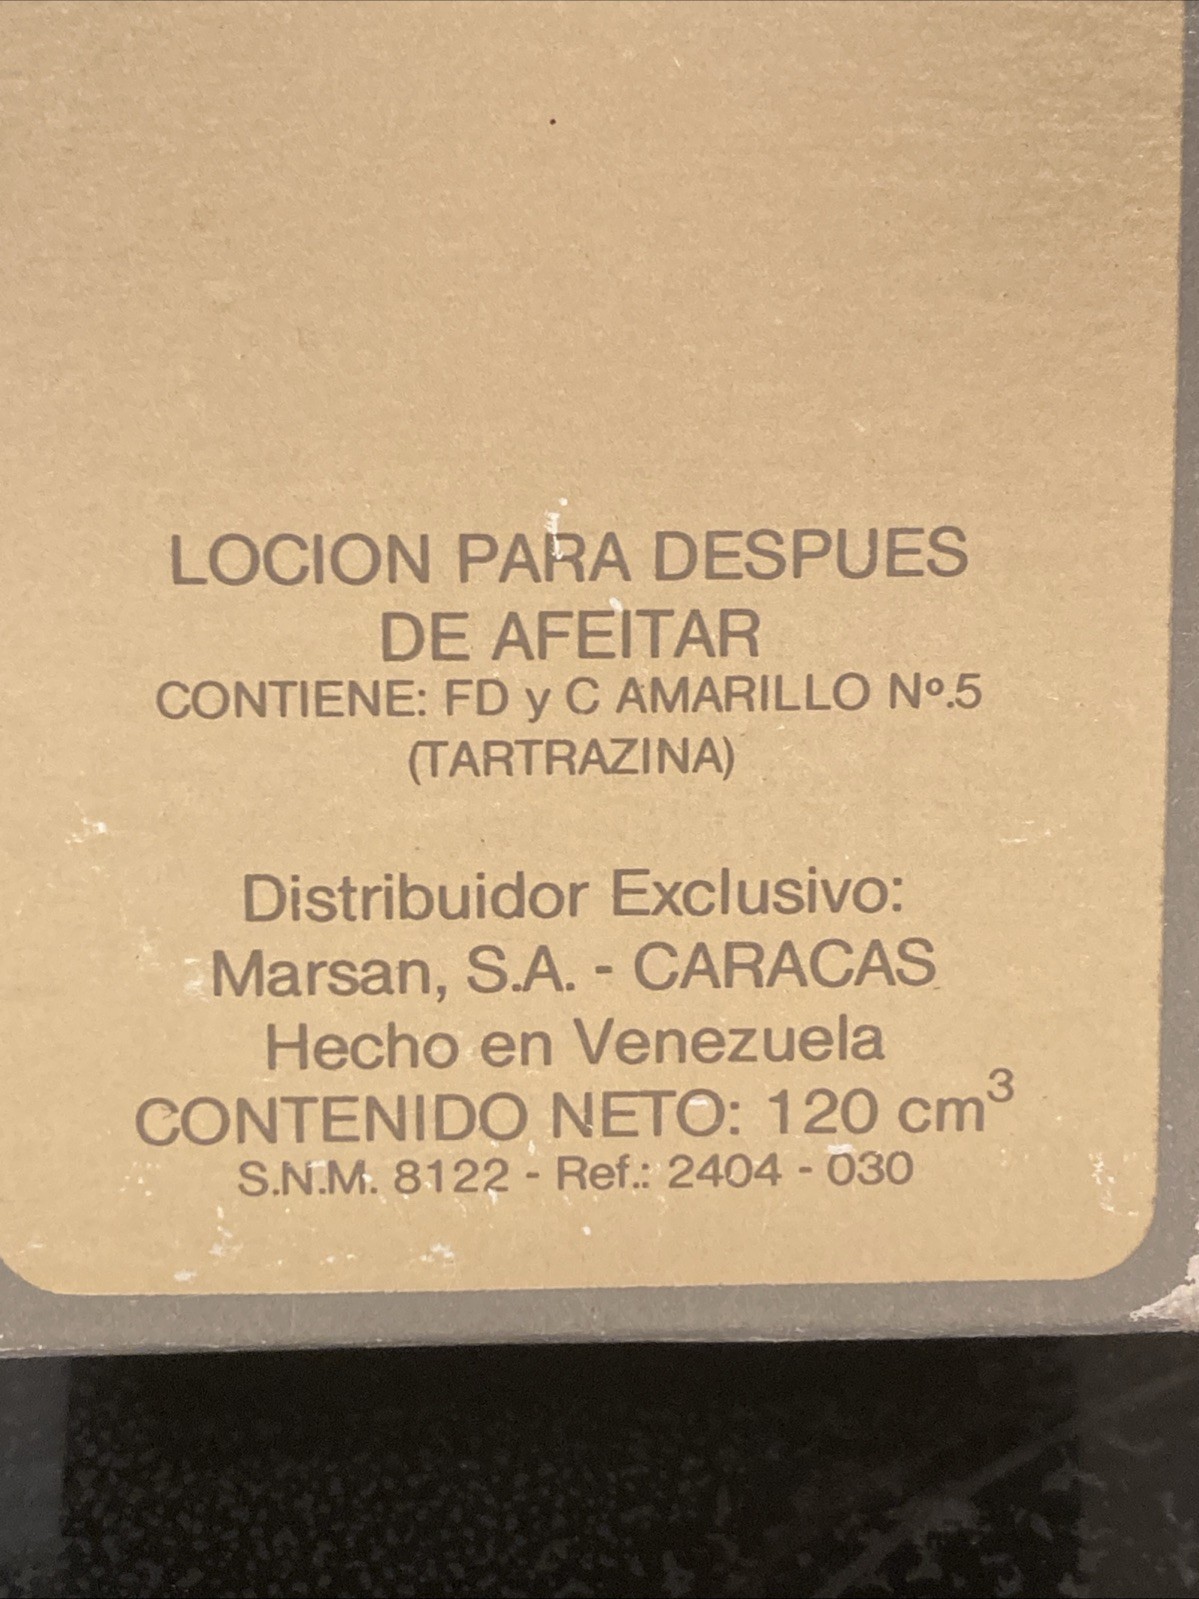 LOCION PARA DESPUES
DE AFEITAR
CONTIENE: FD y C AMARILLO Nº.5
(TARTRAZINA)
Distribuidor Exclusivo:
Marsan, S.A. - CARACAS
Hecho en Venezuela
CONTENIDO NETO: 120 cm³
S.N.M. 8122 - Ref.: 2404 - 030